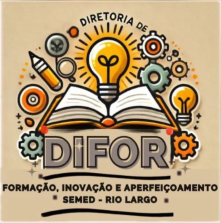 DIRETORIA DE
DIFOR
FORMAÇÃO, INOVAÇÃO E APERFEIÇOAMENTO
SEMED - RIO LARGO